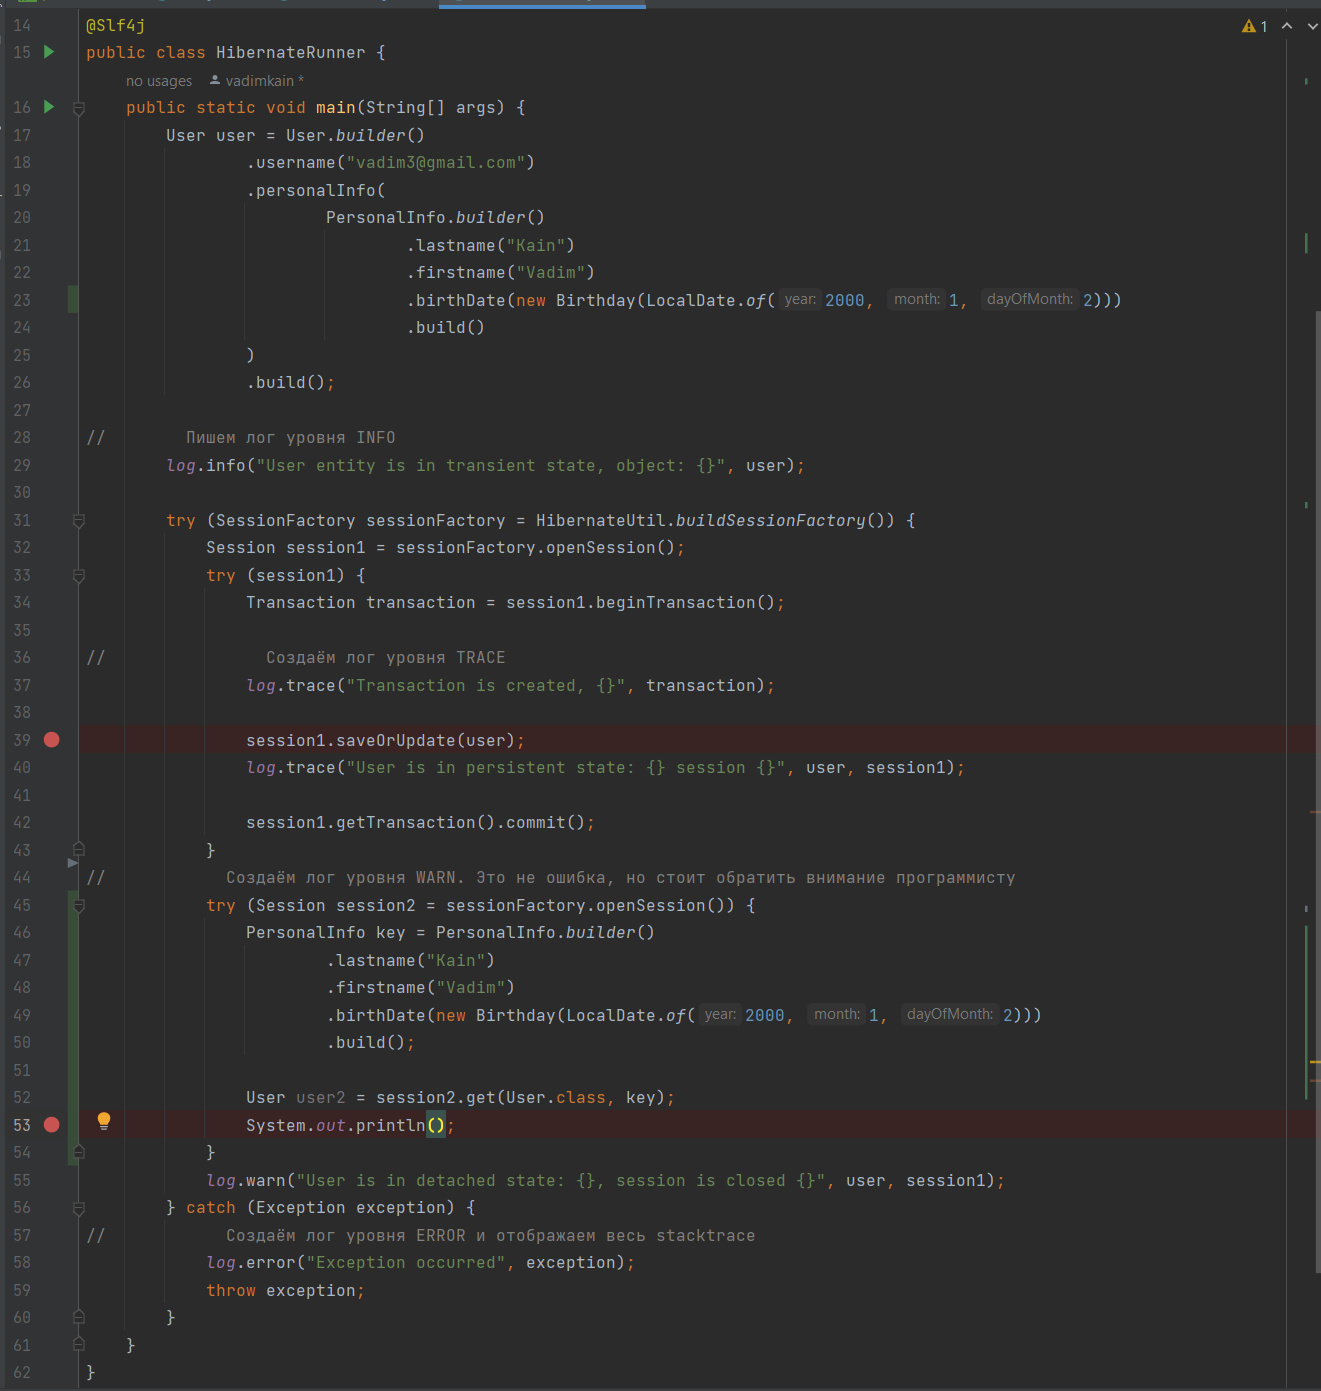 14 @Slf4j
1
15 public class HibernateRunner {
no usages vadimkain *
16 public static void main(String[] args) {
17 User user = User.builder()
18 .username("vadim3@gmail.com")
19 .personalInfo(
20 PersonalInfo.builder()
21 .lastname("Kain")
22 .firstname("Vadim")
23 .birthDate(new Birthday(LocalDate.of( year: 2000, month: 1, dayOfMonth: 2)))
24 .build()
25 )
26 .build();
27
28 // Пишем лог уровня INFO
29 log.info("User entity is in transient state, object: {}", user);
30
31 try (SessionFactory sessionFactory = HibernateUtil.buildSessionFactory()) {
32 Session session1 = sessionFactory.openSession();
33 try (session1) {
34 Transaction transaction = session1.beginTransaction();
35
36 // Создаём лог уровня TRACE
37 log.trace("Transaction is created, {}", transaction);
38
39 session1.saveOrUpdate(user);
40 log.trace("User is in persistent state: {} session {}", user, session1);
41
42 session1.getTransaction().commit();
43 }
44 // Создаём лог уровня WARN. Это не ошибка, но стоит обратить внимание программисту
45 try (Session session2 = sessionFactory.openSession()) {
46 PersonalInfo key = PersonalInfo.builder()
47 .lastname("Kain")
48 .firstname("Vadim")
49 .birthDate(new Birthday(LocalDate.of( year: 2000, month: 1, dayOfMonth: 2)))
50 .build();
51
52 User user2 = session2.get(User.class, key);
53 System.out.println();
54 }
55 log.warn("User is in detached state: {}, session is closed {}", user, session1);
56 } catch (Exception exception) {
57 // Создаём лог уровня ERROR и отображаем весь stacktrace
58 log.error("Exception occurred", exception);
59 throw exception;
60 }
61 }
62 }